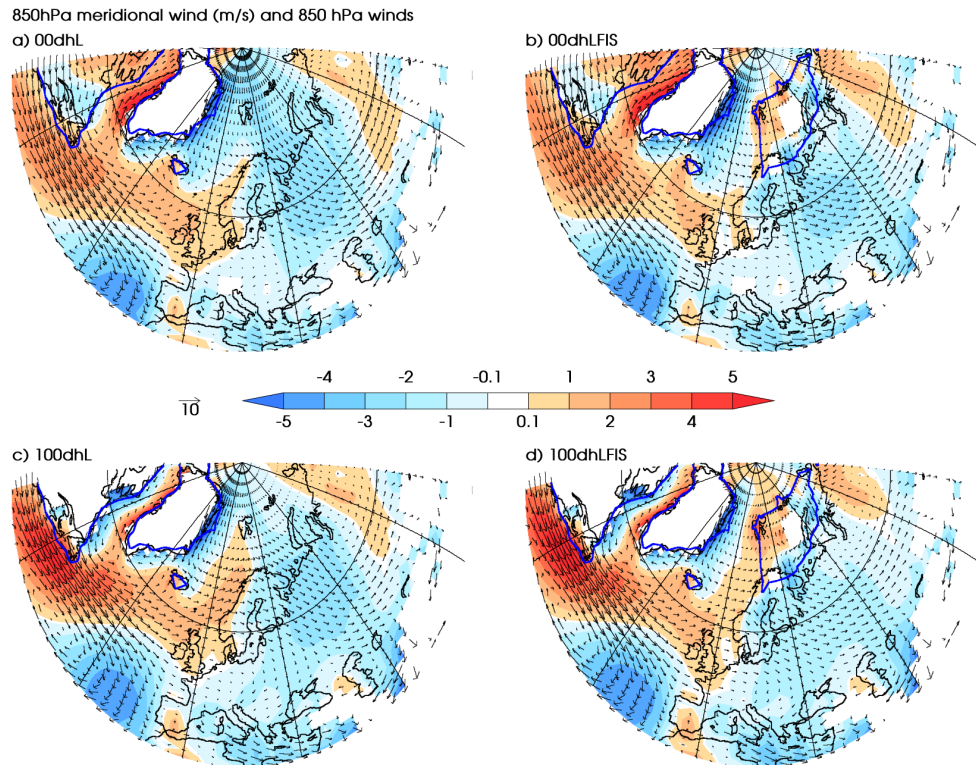 850hPa meridional wind (m/s) and 850 hPa winds
a) 00dhL
b) 00dhLFIS
-4 -2 -0.1 1 3 5
10
-5 -3 -1 0.1 2 4
c) 100dhL
d) 100dhLFIS